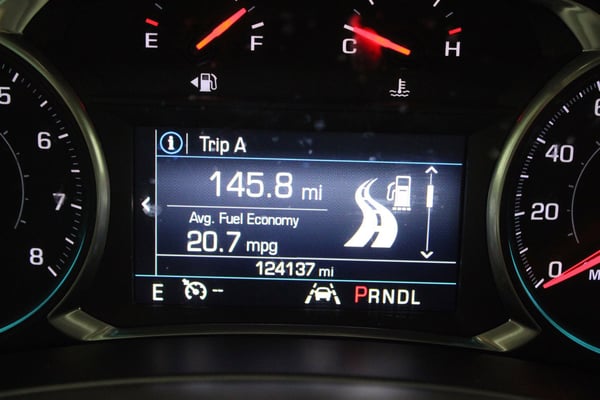 E F
C H
5
6
7
8
i Trip A
145.8 mi
Avg. Fuel Economy
20.7 mpg
124137 mi
E -- PRNDL
60
40
20
0
M